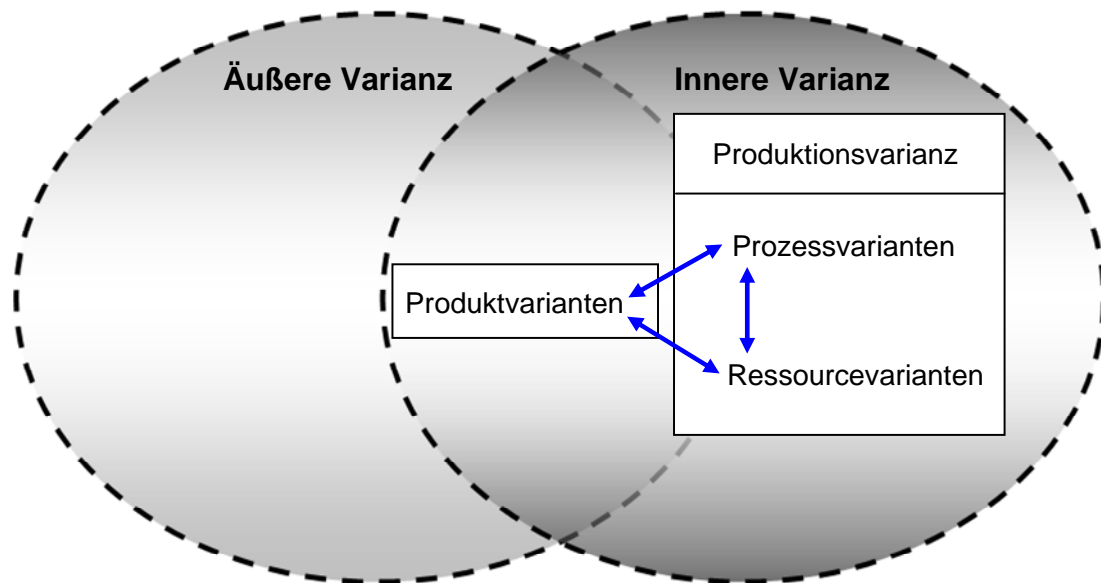 Äußere Varianz
Innere Varianz
Produktionsvarianz
Prozessvarianten
Produktvarianten
Ressourcevarianten